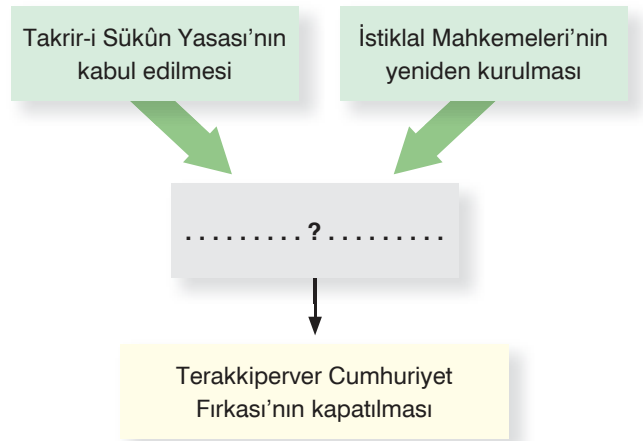 Takrir-i Sükûn Yasası’nın
kabul edilmesi
İstiklal Mahkemeleri’nin
yeniden kurulması
. . . . . . . . . ? . . . . . . . . .
Terakkiperver Cumhuriyet
Fırkası’nın kapatılması